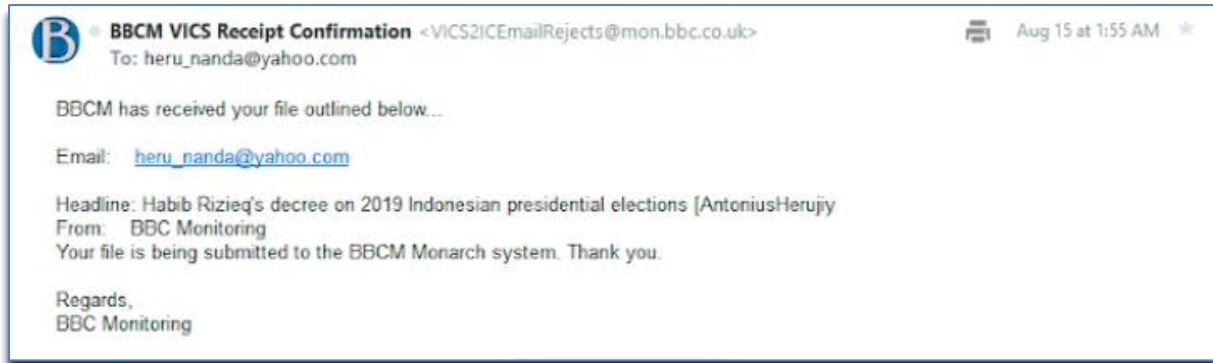 B
BBCM VICS Receipt Confirmation <VICS2ICEmailRejects@mon.bbc.co.uk>
Aug 15 at 1:55 AM
To: heru_nanda@yahoo.com
BBCM has received your file outlined below...
Email: heru_nanda@yahoo.com
Headline: Habib Rizieq's decree on 2019 Indonesian presidential elections [AntoniusHerujiy
From: BBC Monitoring
Your file is being submitted to the BBCM Monarch system. Thank you.
Regards,
BBC Monitoring